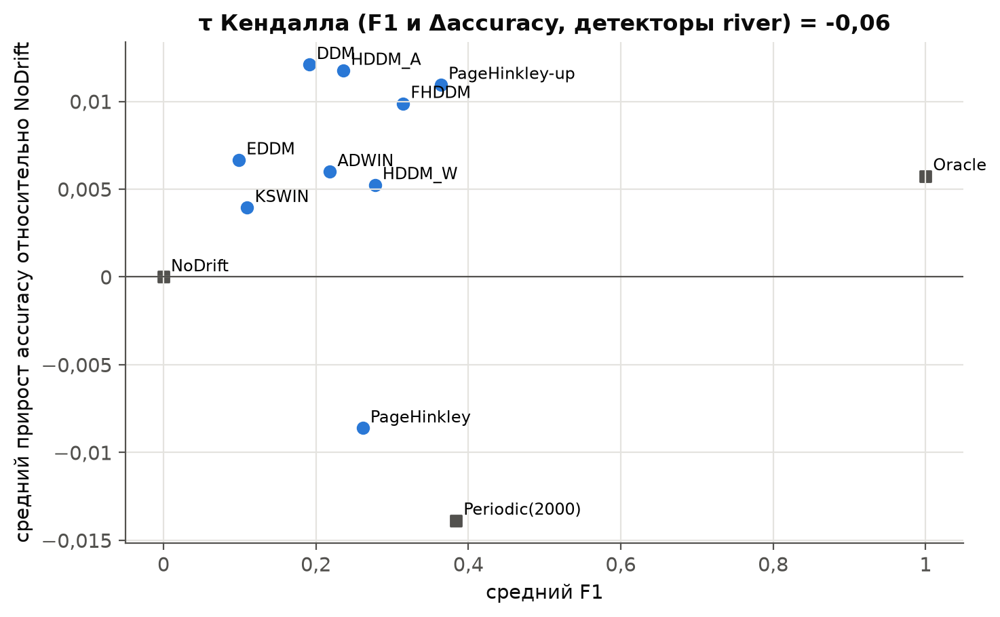 τ Кендалла (F1 и Δaccuracy, детекторы river) = -0,06
средний прирост accuracy относительно NoDrift
0,01
0,005
0
−0,005
−0,01
−0,015
DDM
HDDM_A
PageHinkley-up
FHDDM
EDDM
ADWIN
HDDM_W
Oracle
KSWIN
NoDrift
PageHinkley
Periodic(2000)
0
0,2
0,4
0,6
0,8
1
средний F1